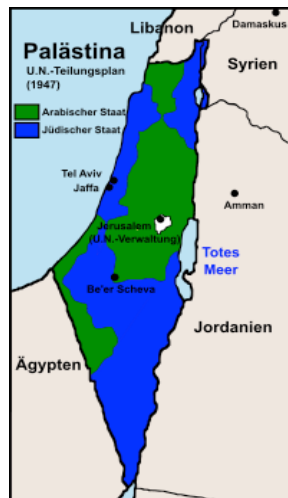 Libanon
Damaskus
Palästina
U.N.-Teilungsplan
(1947)
Syrien
Arabischer Staat
Jüdischer Staat
Tel Aviv
Jaffa
Amman
Jerusalem
(U.N.-Verwaltung)
Totes
Meer
Be'er Scheva
Jordanien
Ägypten